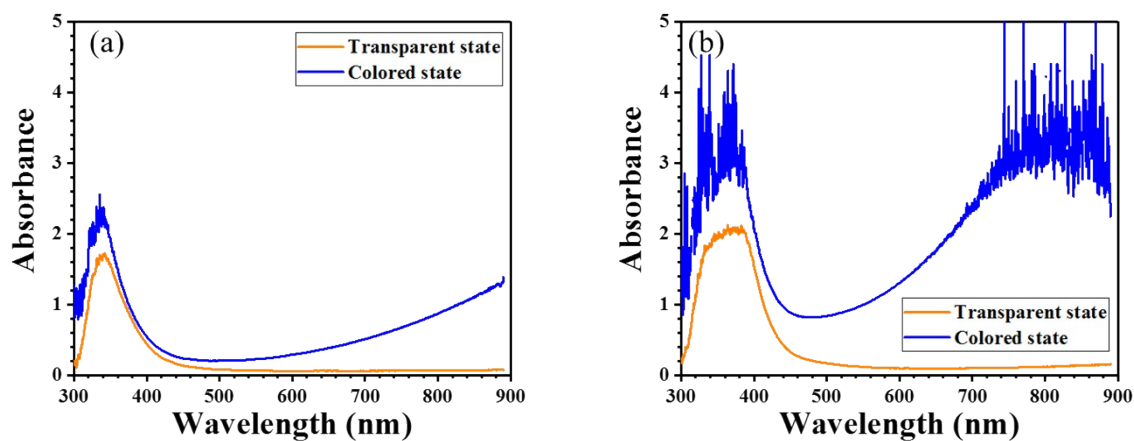 (a)
Transparent state
Colored state
5
4
3
2
1
0
Absorbance
300 400 500 600 700 800 900
Wavelength (nm)
(b)
Transparent state
Colored state
5
4
3
2
1
0
Absorbance
300 400 500 600 700 800 900
Wavelength (nm)